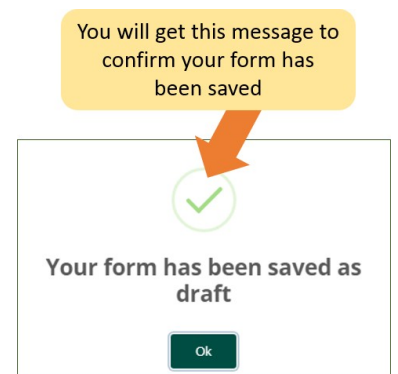 You will get this message to
confirm your form has
been saved
Your form has been saved as
draft
Ok